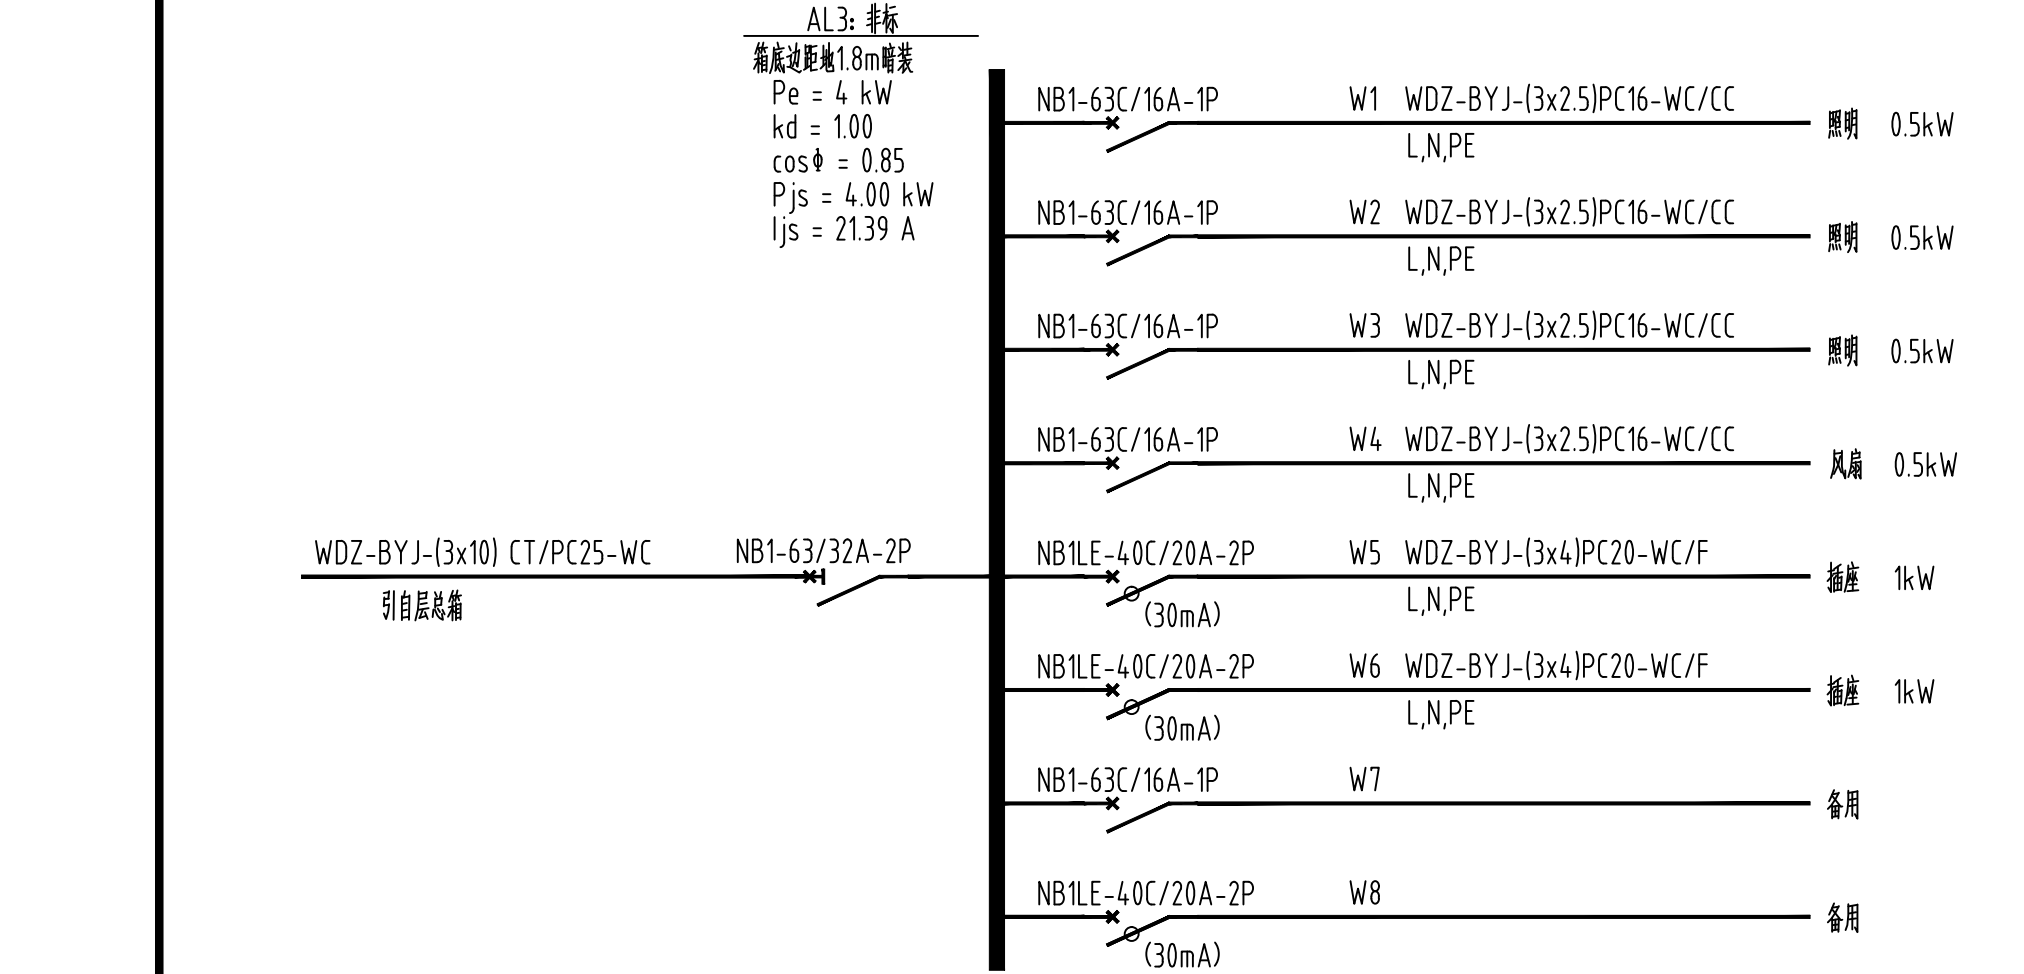 AL3: 非标
箱底边距地1.8m暗装
Pe = 4 kW
kd = 1.00
cosΦ = 0.85
Pjs = 4.00 kW
Ijs = 21.39 A
WDZ-BYJ-(3x10) CT/PC25-WC NB1-63/32A-2P
引自层总箱
NB1-63C/16A-1P W1 WDZ-BYJ-(3x2.5)PC16-WC/CC
照明 0.5kW
L,N,PE
NB1-63C/16A-1P W2 WDZ-BYJ-(3x2.5)PC16-WC/CC
照明 0.5kW
L,N,PE
NB1-63C/16A-1P W3 WDZ-BYJ-(3x2.5)PC16-WC/CC
照明 0.5kW
L,N,PE
NB1-63C/16A-1P W4 WDZ-BYJ-(3x2.5)PC16-WC/CC
风扇 0.5kW
L,N,PE
NB1LE-40C/20A-2P W5 WDZ-BYJ-(3x4)PC20-WC/F
插座 1kW
(30mA) L,N,PE
NB1LE-40C/20A-2P W6 WDZ-BYJ-(3x4)PC20-WC/F
插座 1kW
(30mA) L,N,PE
NB1-63C/16A-1P W7
备用
NB1LE-40C/20A-2P W8
备用
(30mA)